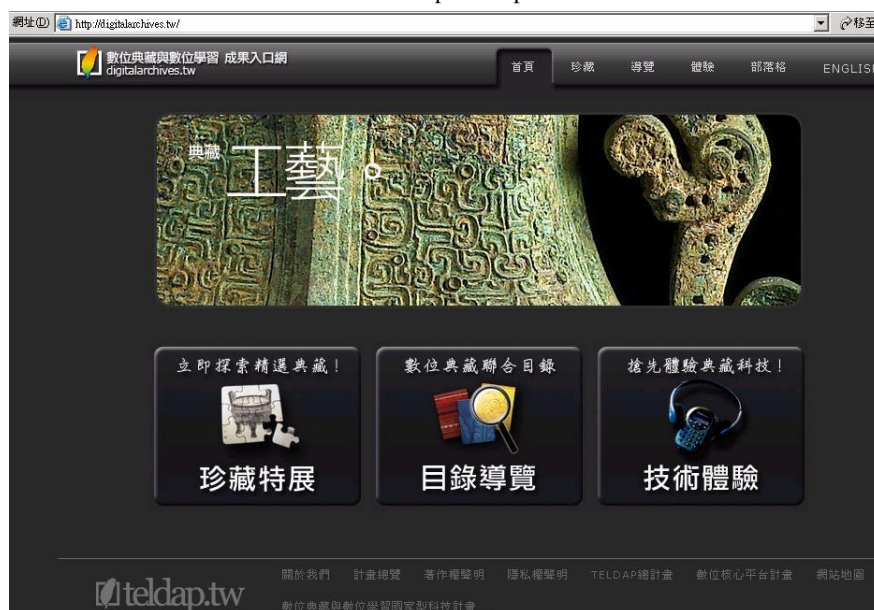 網址(D) http://digitalarchives.tw/ 移至
數位典藏與數位學習 成果入口網
digitalarchives.tw
首頁 珍藏 導覽 體驗 部落格 ENGLISH
典藏 工藝。
立即探索精選典藏！
珍藏特展
數位典藏聯合目錄
目錄導覽
搶先體驗典藏科技！
技術體驗
teldap.tw
關於我們 計畫總覽 著作權聲明 隱私權聲明 TELDAP總計畫 數位核心平台計畫 網站地圖
數位典藏與數位學習國家型科技計畫